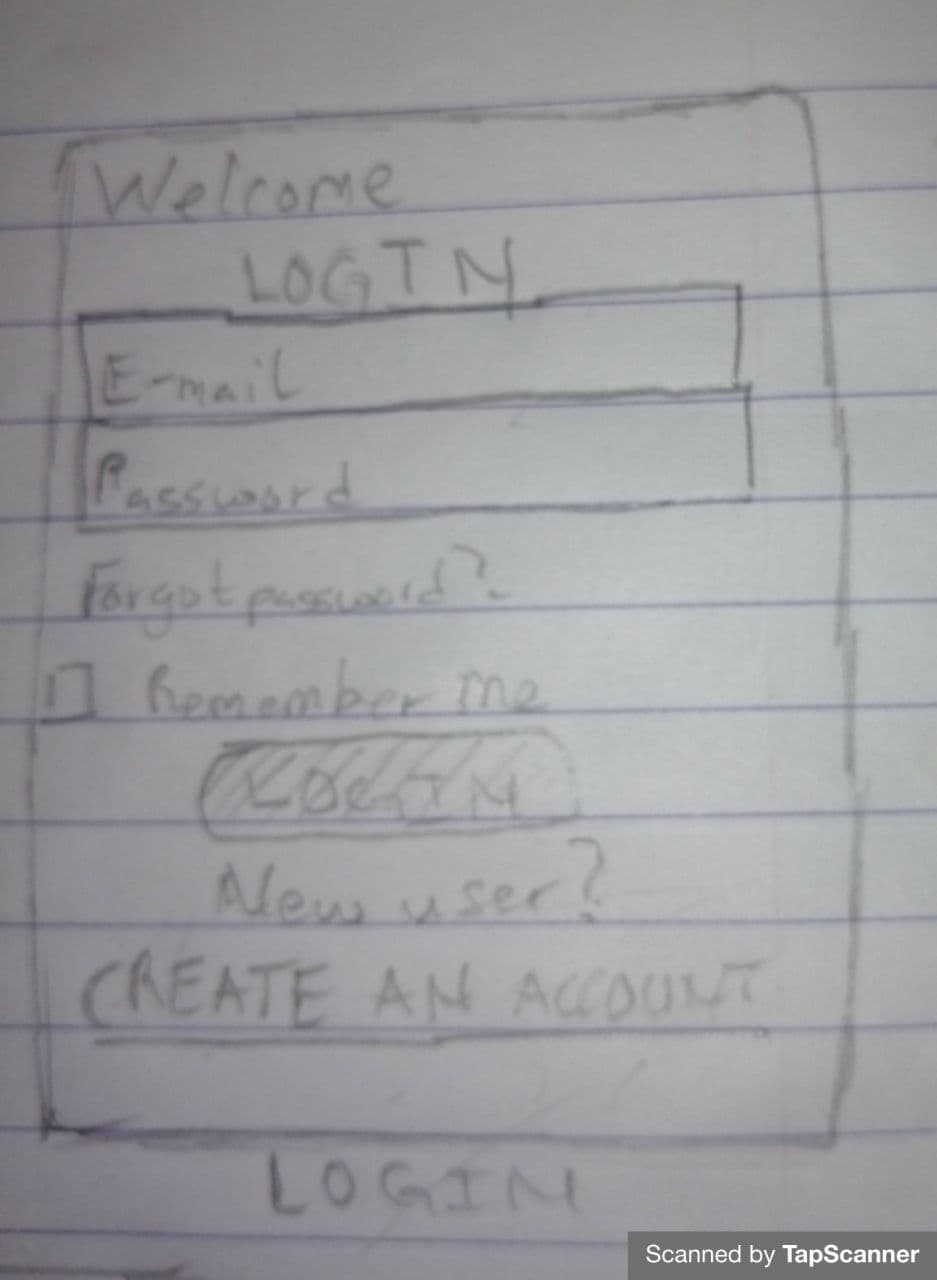 Welcome
LOGIN
E-mail
Password
Forgot password?
Remember me
LOGIN
New user?
CREATE AN ACCOUNT
LOGIN
Scanned by TapScanner